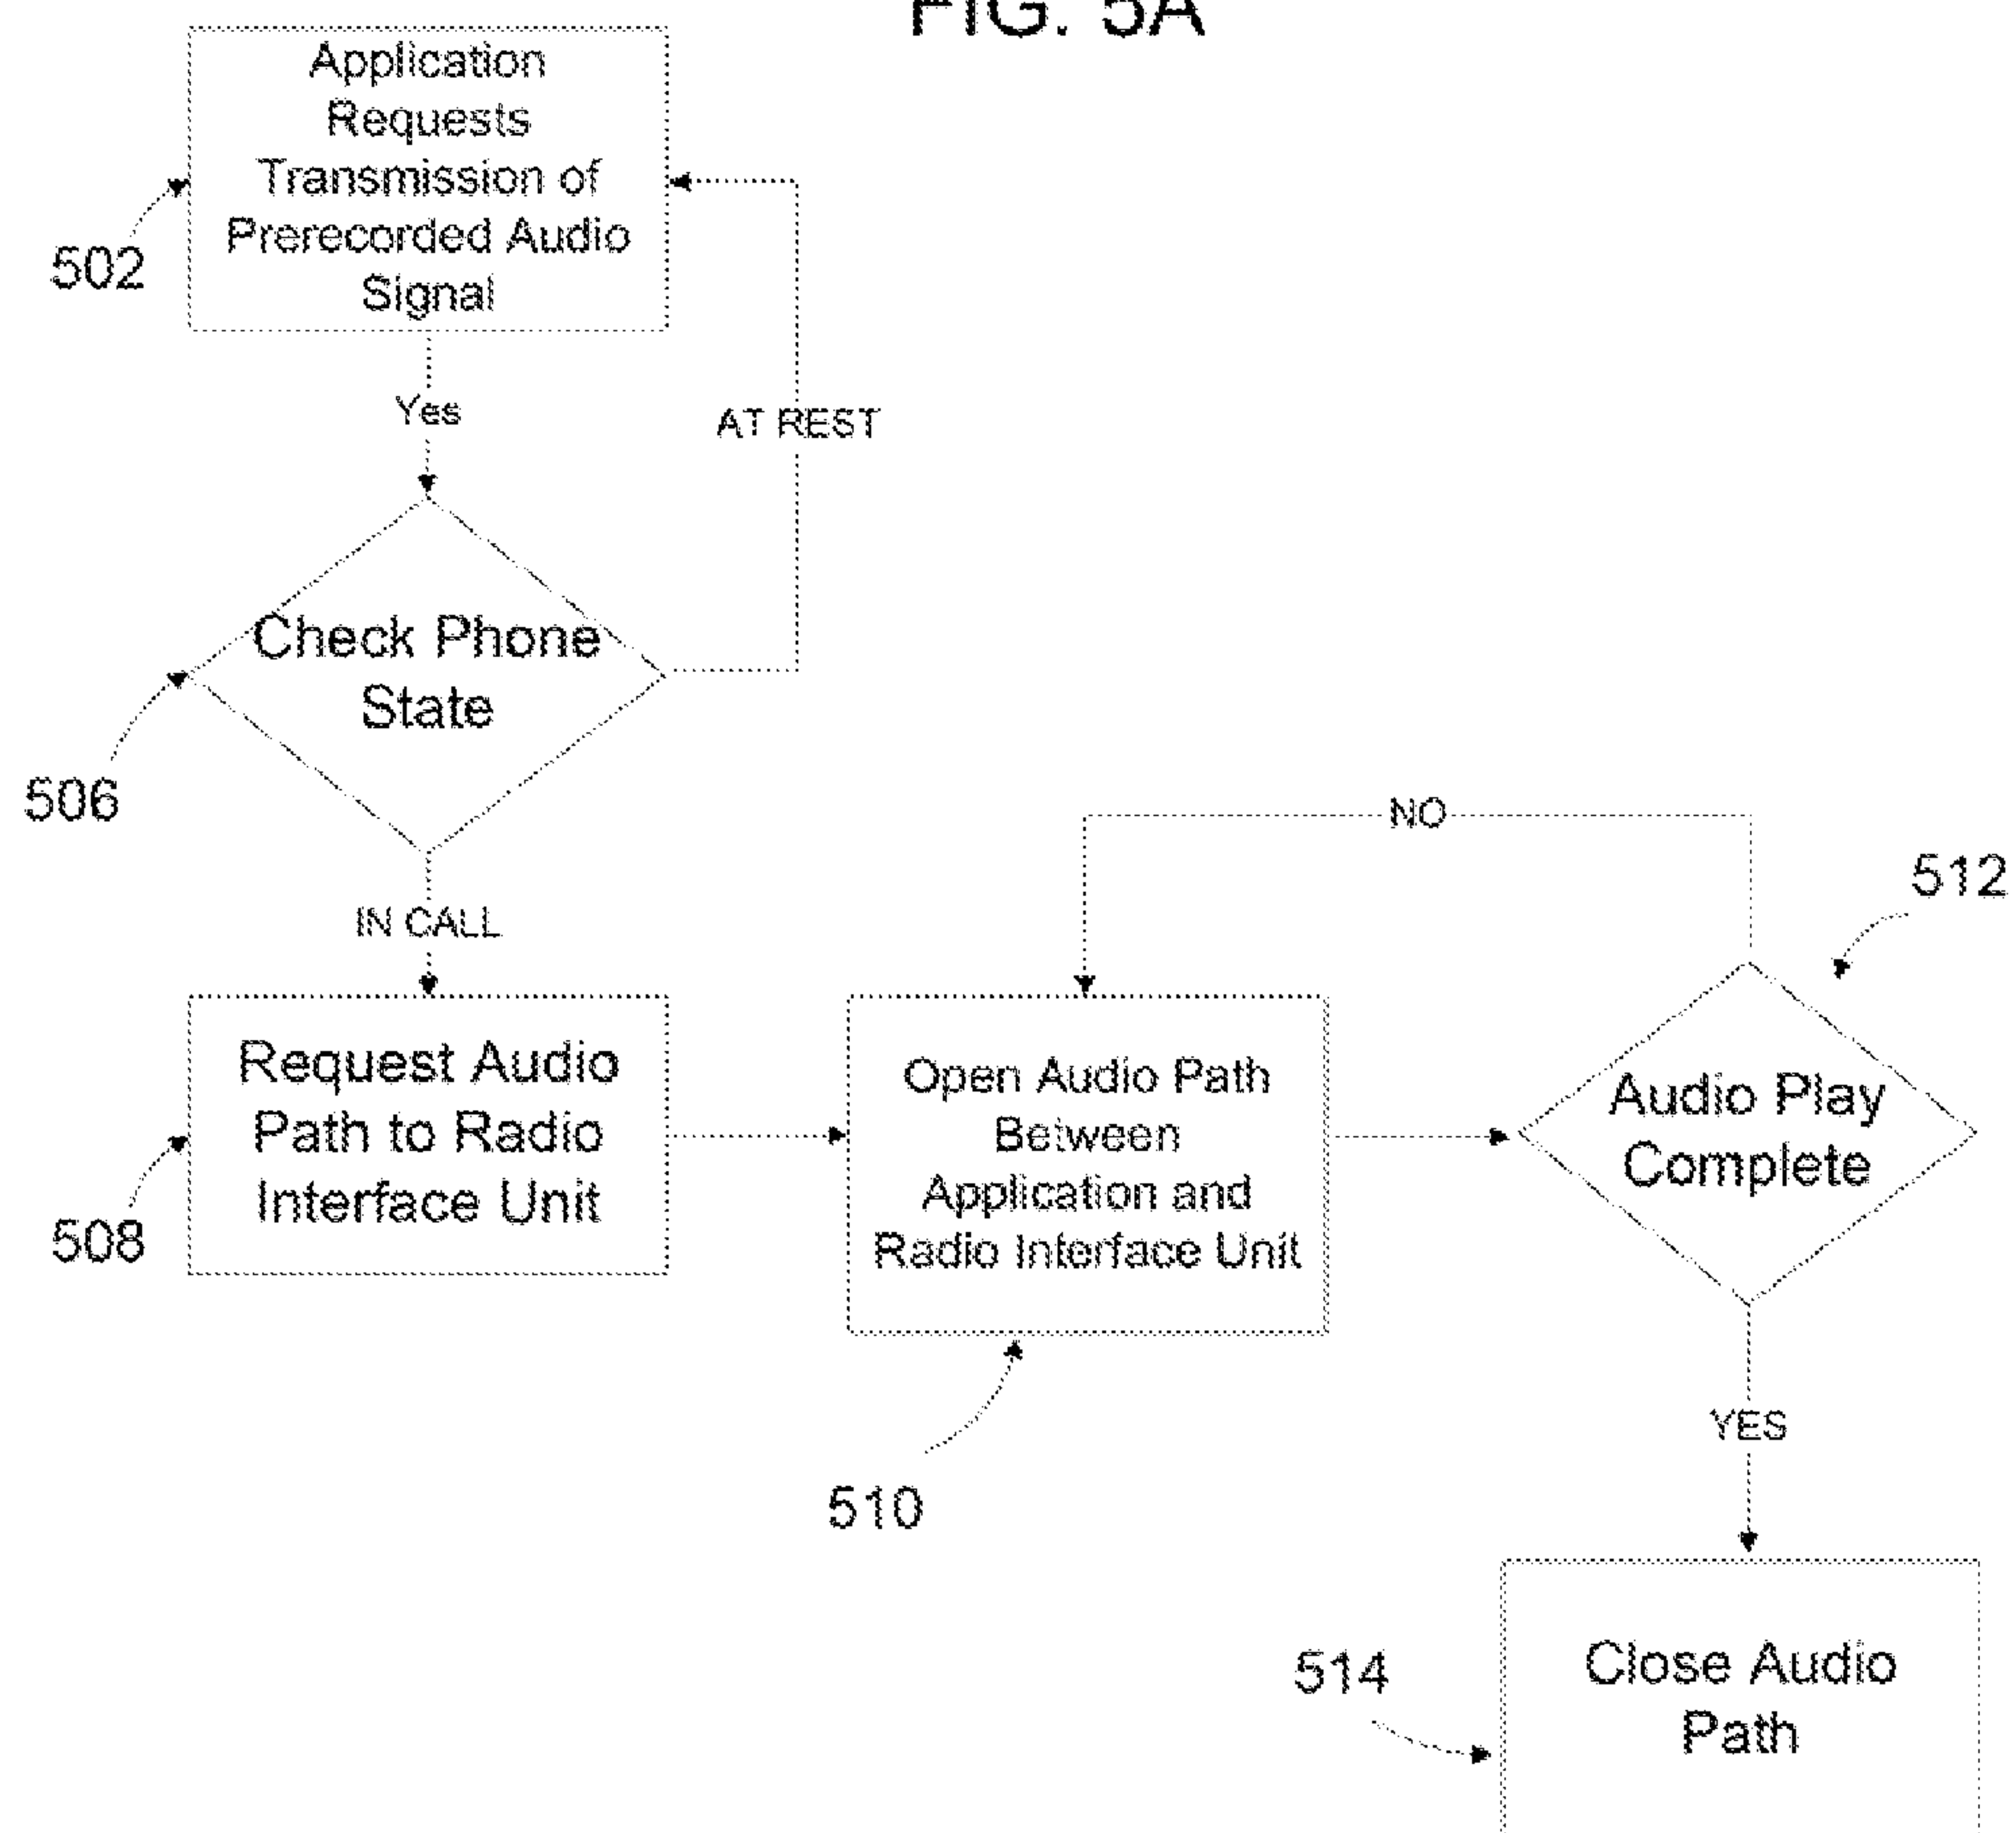 FIG. 5A
Application
Requests
Transmission of
Prerecorded Audio
Signal
502
Yes
AT REST
Check Phone
State
506
IN CALL
NO
512
Request Audio
Path to Radio
Interface Unit
508
Open Audio Path
Between
Application and
Radio Interface Unit
510
Audio Play
Complete
YES
514
Close Audio
Path